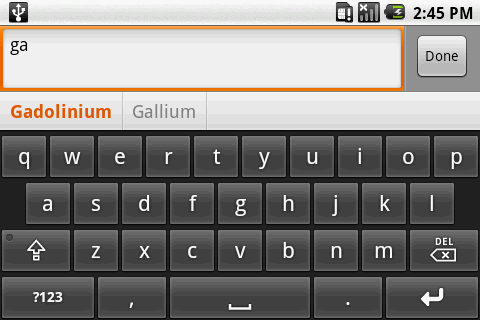 2:45 PM
ga
Done
Gadolinium Gallium
q w e r t y u i o p
a s d f g h j k l
z x c v b n m DEL
?123 , .